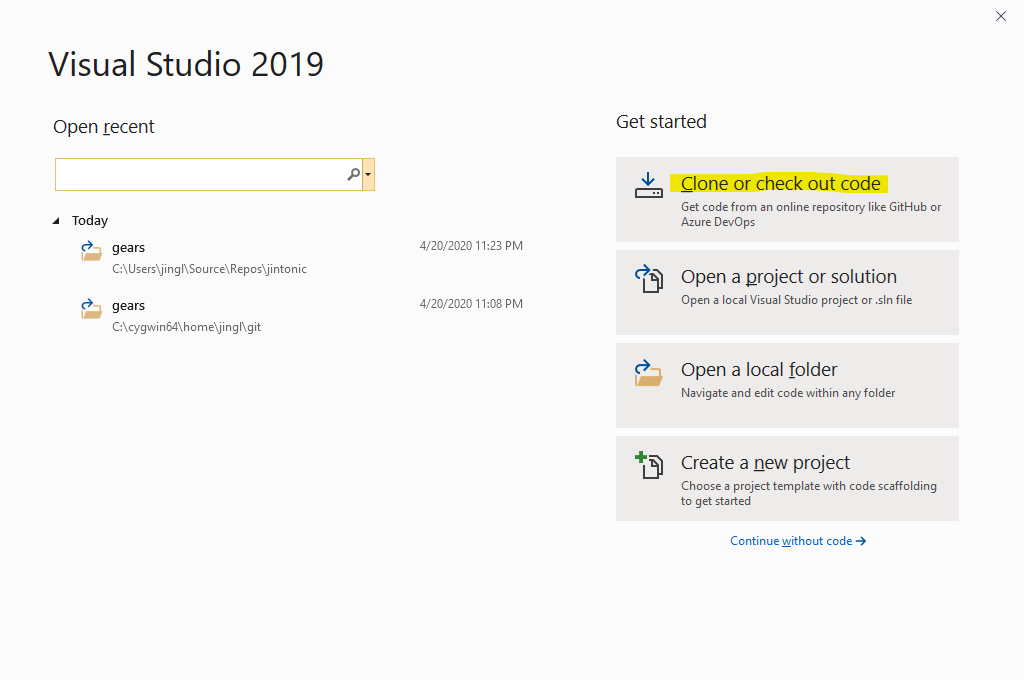 Visual Studio 2019
Open recent
Today
gears
4/20/2020 11:23 PM
C:\Users\jingl\Source\Repos\jintonic
gears
4/20/2020 11:08 PM
C:\cygwin64\home\jingl\git
Get started
Clone or check out code
Get code from an online repository like GitHub or
Azure DevOps
Open a project or solution
Open a local Visual Studio project or .sln file
Open a local folder
Navigate and edit code within any folder
Create a new project
Choose a project template with code scaffolding
to get started
Continue without code